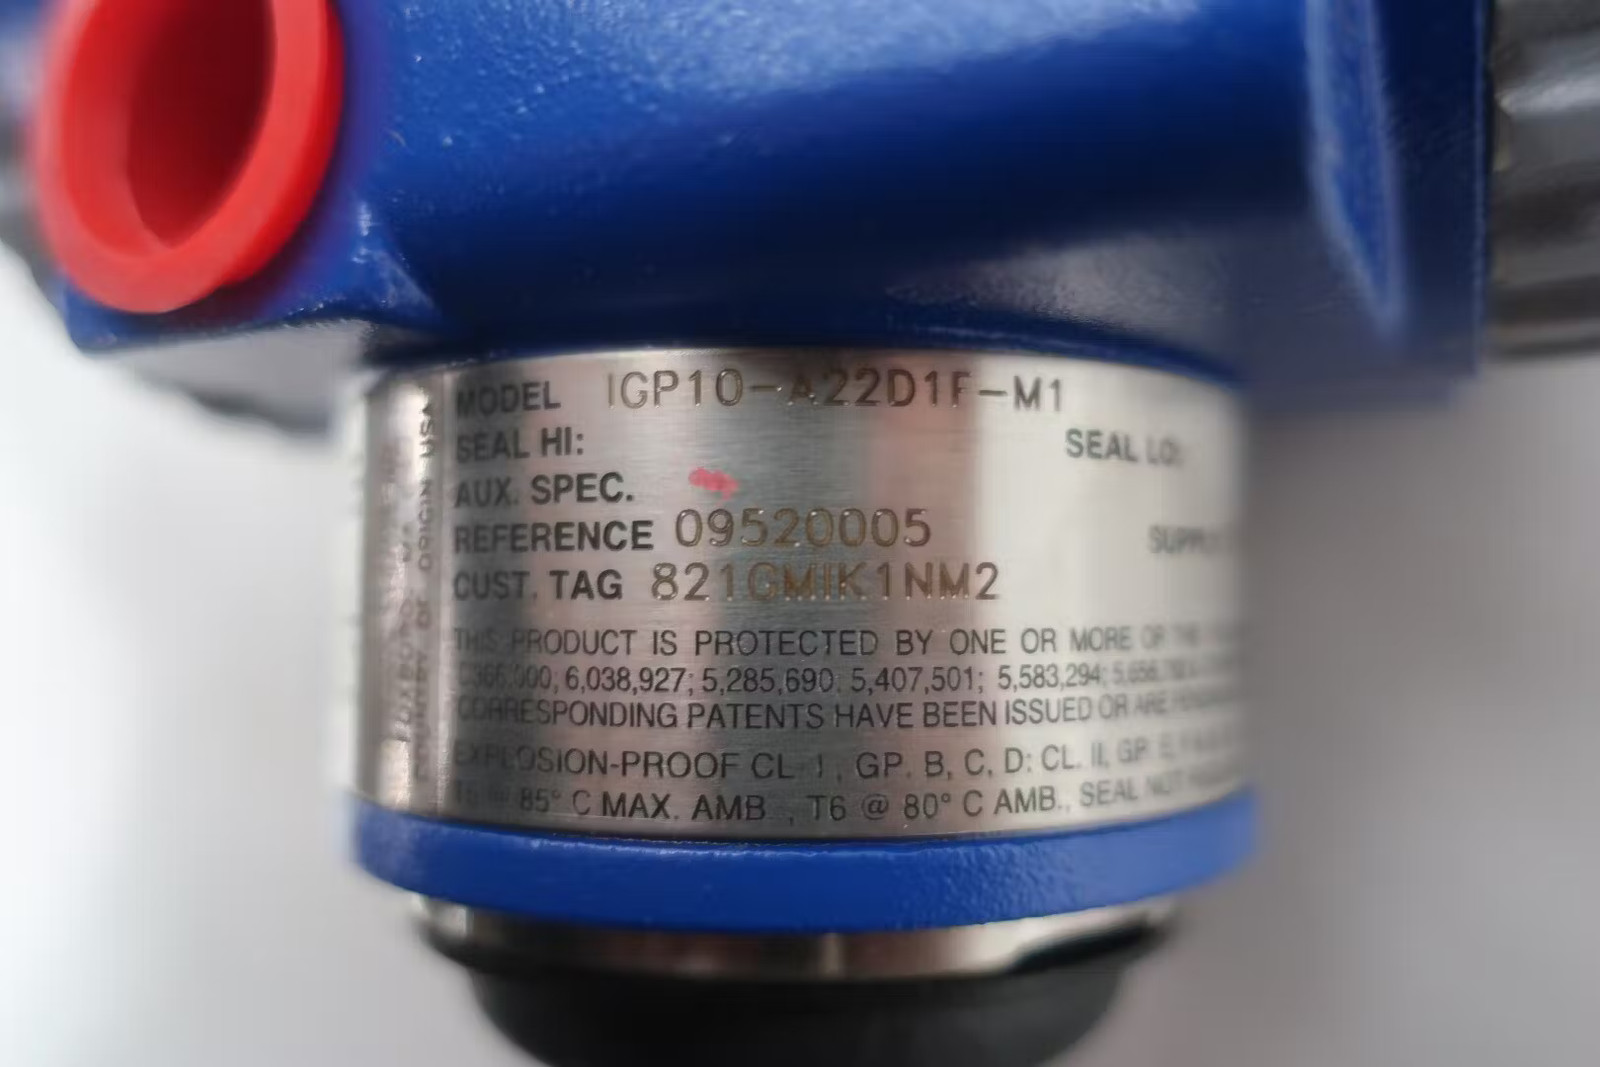 MODEL IGP10-A22D1F-M1
SEAL HI: SEAL LO:
AUX. SPEC.
REFERENCE 09520005
CUST. TAG 821GMIK1NM2
THIS PRODUCT IS PROTECTED BY ONE OR MORE OF THE
6,038,927; 5,285,690; 5,407,501; 5,583,294;
CORRESPONDING PATENTS HAVE BEEN ISSUED OR ARE
EXPLOSION-PROOF CL. I, GP. B, C, D: CL. II, GP. E,
85° C MAX. AMB., T6 @ 80° C AMB., SEAL NOT
ORIGIN USA